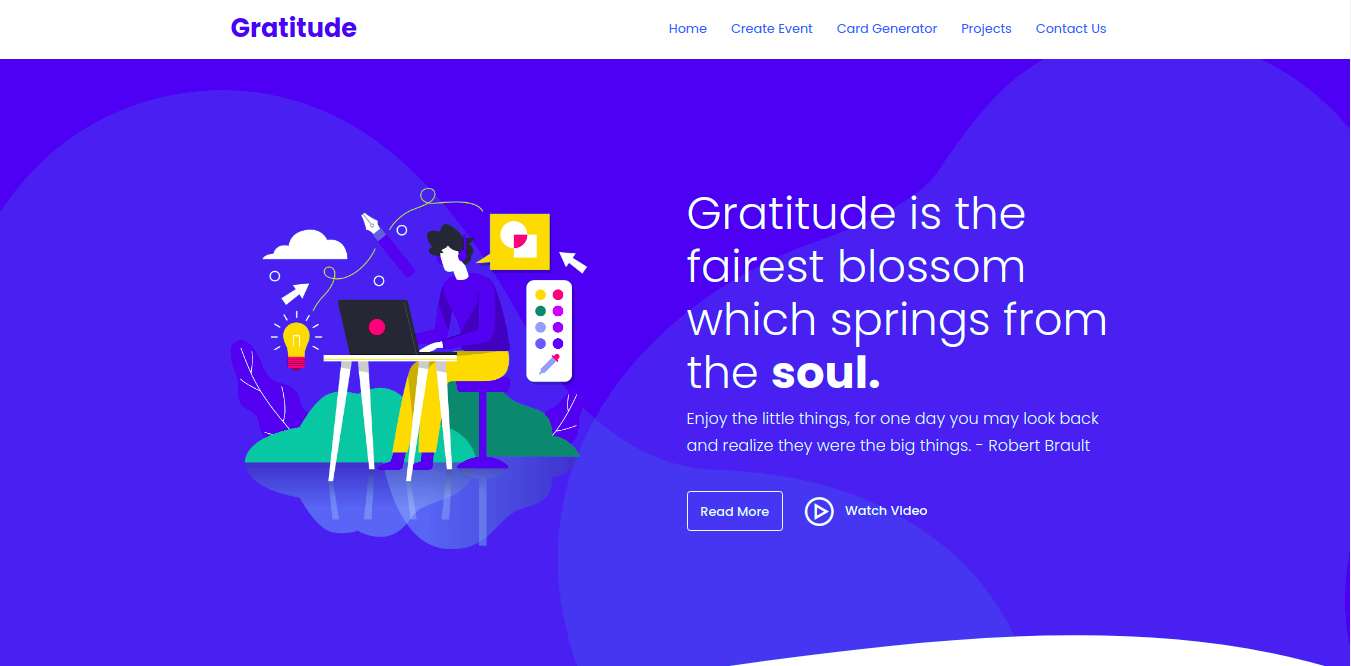 Gratitude
Home
Create Event
Card Generator
Projects
Contact Us
Gratitude is the
fairest blossom
which springs from
the soul.
Enjoy the little things, for one day you may look back
and realize they were the big things. - Robert Brault
Read More
Watch VIdeo